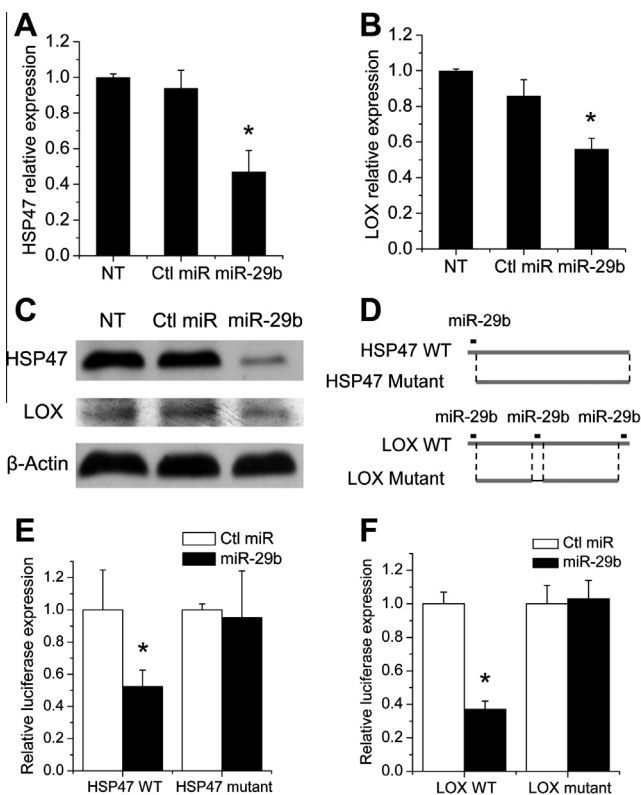 A
HSP47 relative expression
1.2
1.0
0.8
0.6
0.4
0.2
0.0
*
NT Ctl miR miR-29b
B
LOX relative expression
1.2
1.0
0.8
0.6
0.4
0.2
0.0
*
NT Ctl miR miR-29b
C
NT Ctl miR miR-29b
HSP47
LOX
β-Actin
D
miR-29b
HSP47 WT
HSP47 Mutant
miR-29b miR-29b miR-29b
LOX WT
LOX Mutant
E
Ctl miR
miR-29b
Relative luciferase expression
1.2
1.0
0.8
0.6
0.4
0.2
0.0
*
HSP47 WT HSP47 mutant
F
Ctl miR
miR-29b
Relative luciferase expression
1.2
1.0
0.8
0.6
0.4
0.2
0.0
*
LOX WT LOX mutant